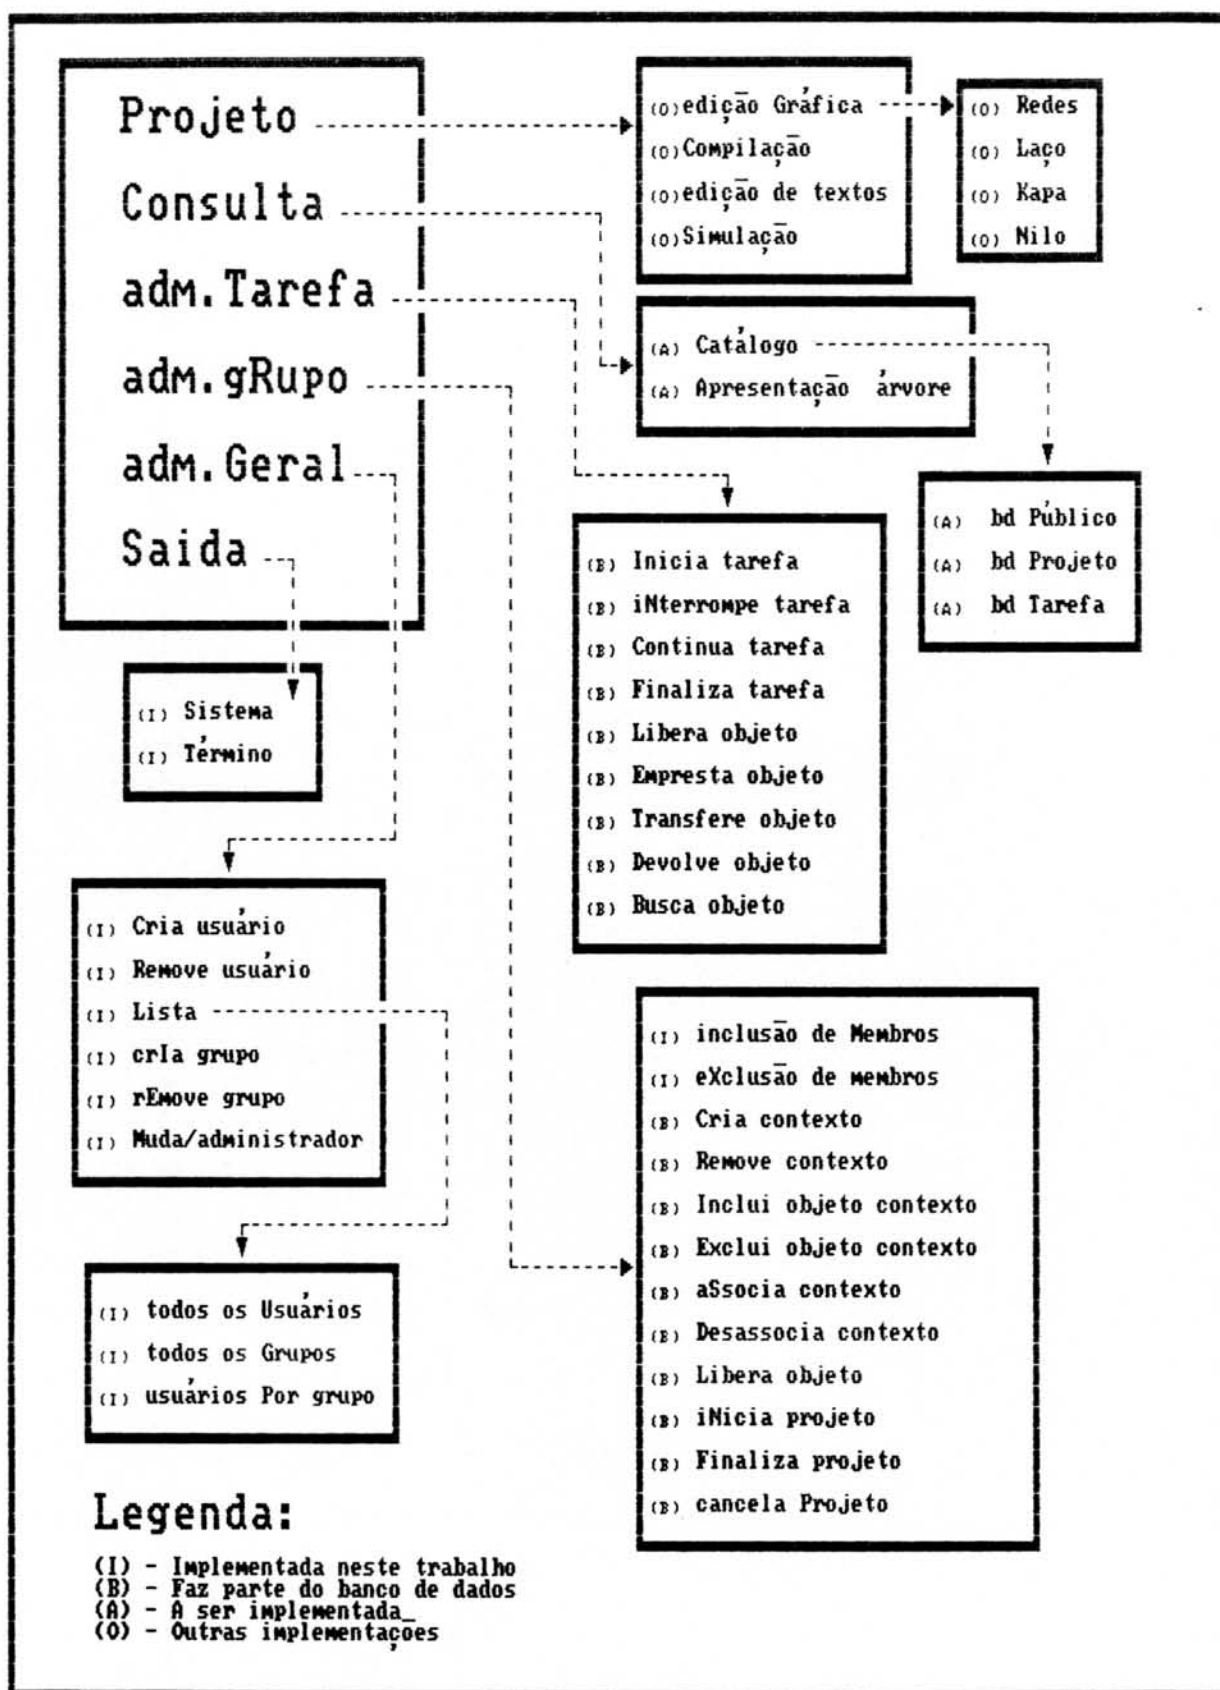 Projeto
Consulta
adm.Tarefa
adm.gRupo
adm.Geral
Saida
(O)edição Gráfica
(O)Compilação
(O)edição de textos
(O)Simulação
(O) Redes
(O) Laço
(O) Kapa
(O) Nilo
(A) Catálogo
(A) Apresentação árvore
(A) bd Público
(A) bd Projeto
(A) bd Tarefa
(B) Inicia tarefa
(B) iNterrompe tarefa
(B) Continua tarefa
(B) Finaliza tarefa
(B) Libera objeto
(B) Empresta objeto
(B) Transfere objeto
(B) Devolve objeto
(B) Busca objeto
(I) Sistema
(I) Término
(I) Cria usuário
(I) Remove usuário
(I) Lista
(I) crIa grupo
(I) rEmove grupo
(I) Muda/administrador
(I) inclusão de Membros
(I) eXclusão de membros
(B) Cria contexto
(B) Remove contexto
(B) Inclui objeto contexto
(B) Exclui objeto contexto
(B) aSsocia contexto
(B) Desassocia contexto
(B) Libera objeto
(B) iNicia projeto
(B) Finaliza projeto
(B) cancela Projeto
(I) todos os Usuários
(I) todos os Grupos
(I) usuários Por grupo
Legenda:
(I) - Implementada neste trabalho
(B) - Faz parte do banco de dados
(A) - A ser implementada
(O) - Outras implementações